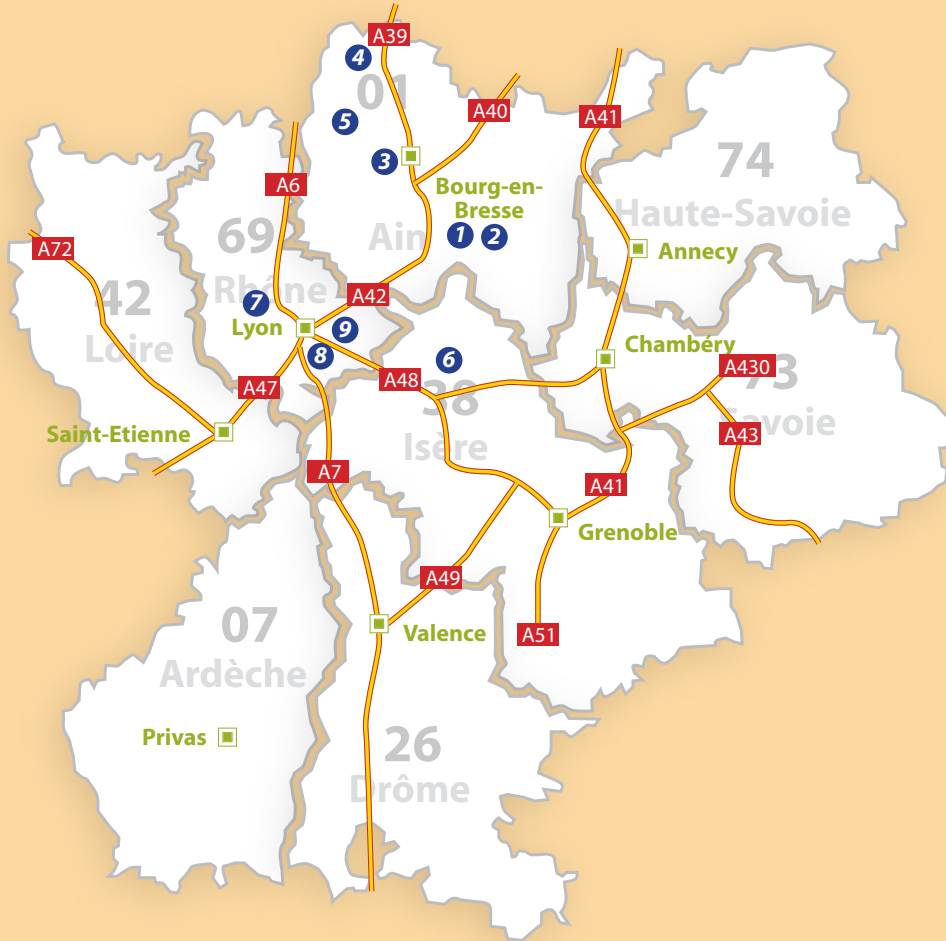 A39
4
01
A40
5
A41
3
74
A6
Bourg-en-
Bresse
Haute-Savoie
69
Ain
1
2
A72
Annecy
42
Rhône
7
A42
Lyon
9
Loire
8
6
Chambéry
A430
73
A48
A47
38
Savoie
Saint-Etienne
A43
Isère
A7
A41
Grenoble
A49
07
Valence
A51
Ardèche
Privas
26
Drôme